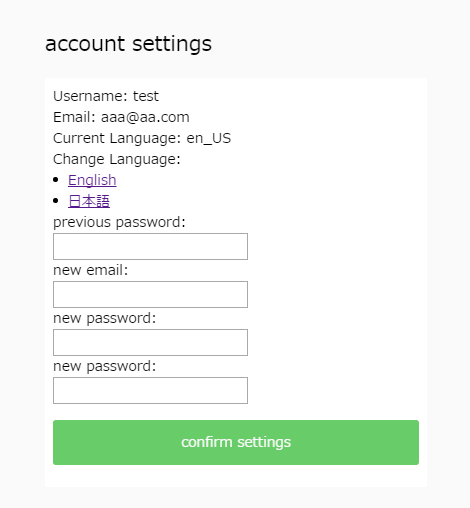 account settings
Username: test
Email: aaa@aa.com
Current Language: en_US
Change Language:
English
日本語
previous password:
new email:
new password:
new password:
confirm settings